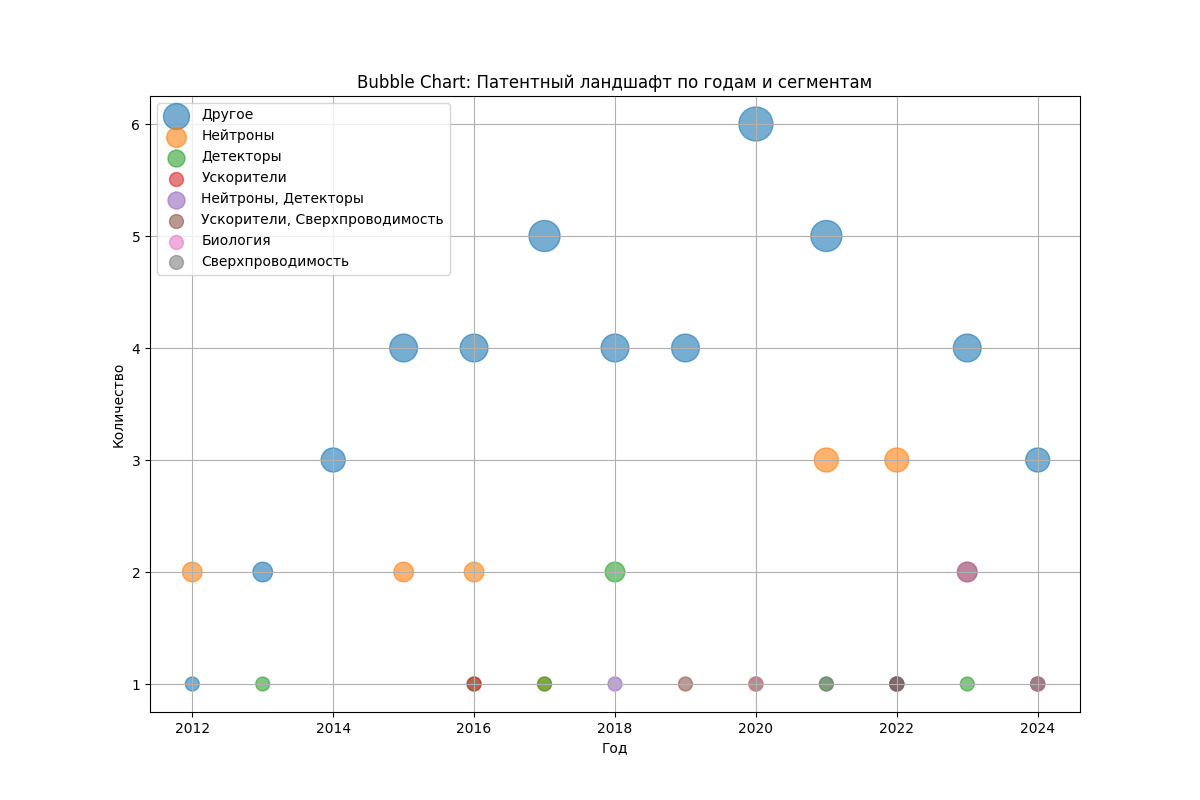 Bubble Chart: Патентный ландшафт по годам и сегментам
Другое
Нейтроны
Детекторы
Ускорители
Нейтроны, Детекторы
Ускорители, Сверхпроводимость
Биология
Сверхпроводимость
6
5
4
3
2
1
Количество
2012
2014
2016
2018
2020
2022
2024
Год